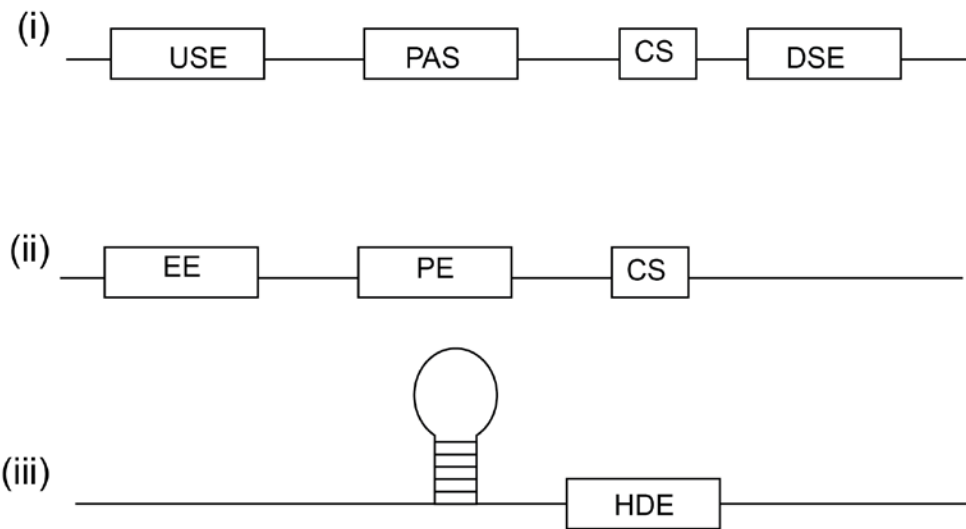 (i) USE PAS CS DSE
(ii) EE PE CS
(iii) HDE